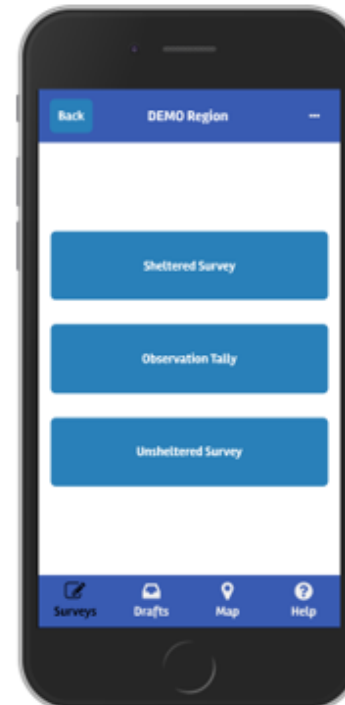 Back DEMO Region ...
Sheltered Survey
Observation Tally
Unsheltered Survey
Surveys Drafts Map Help